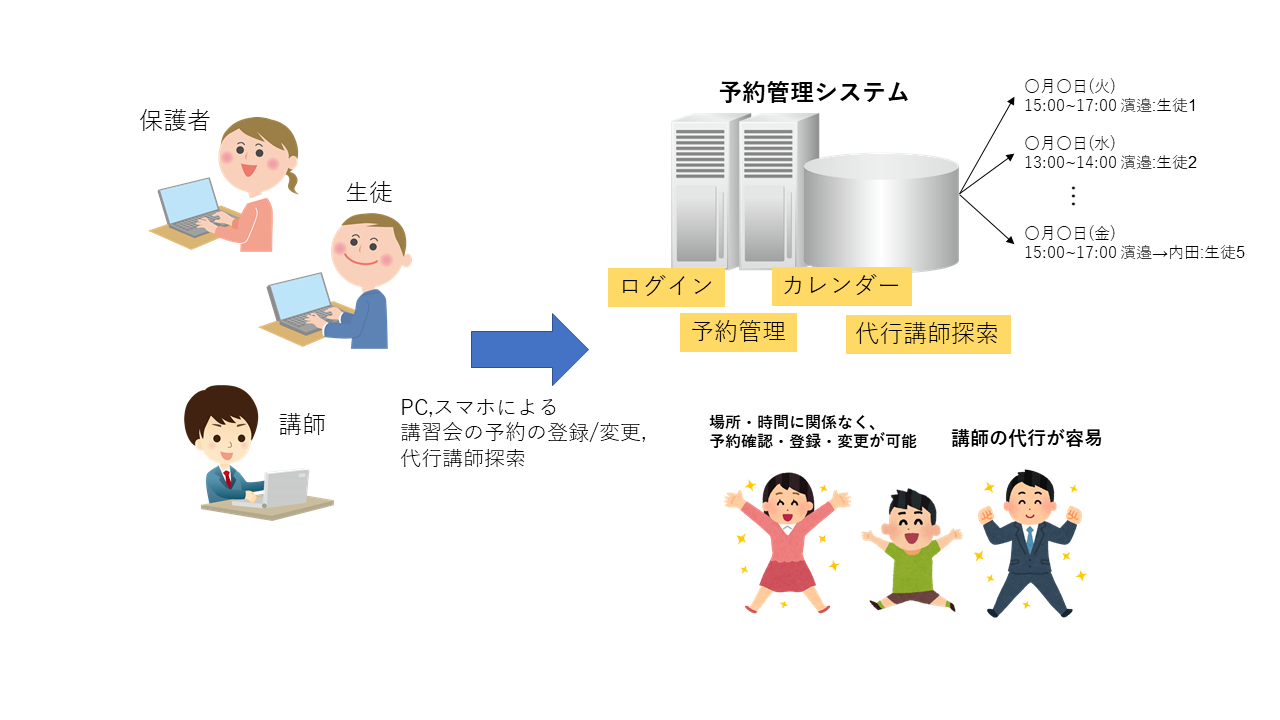 保護者
生徒
講師
PC,スマホによる
講習会の予約の登録/変更,
代行講師探索
予約管理システム
〇月〇日(火)
15:00~17:00 濱邉:生徒1
〇月〇日(水)
13:00~14:00 濱邉:生徒2
⋮
〇月〇日(金)
15:00~17:00 濱邉→内田:生徒5
ログイン
カレンダー
予約管理
代行講師探索
場所・時間に関係なく、
予約確認・登録・変更が可能
講師の代行が容易